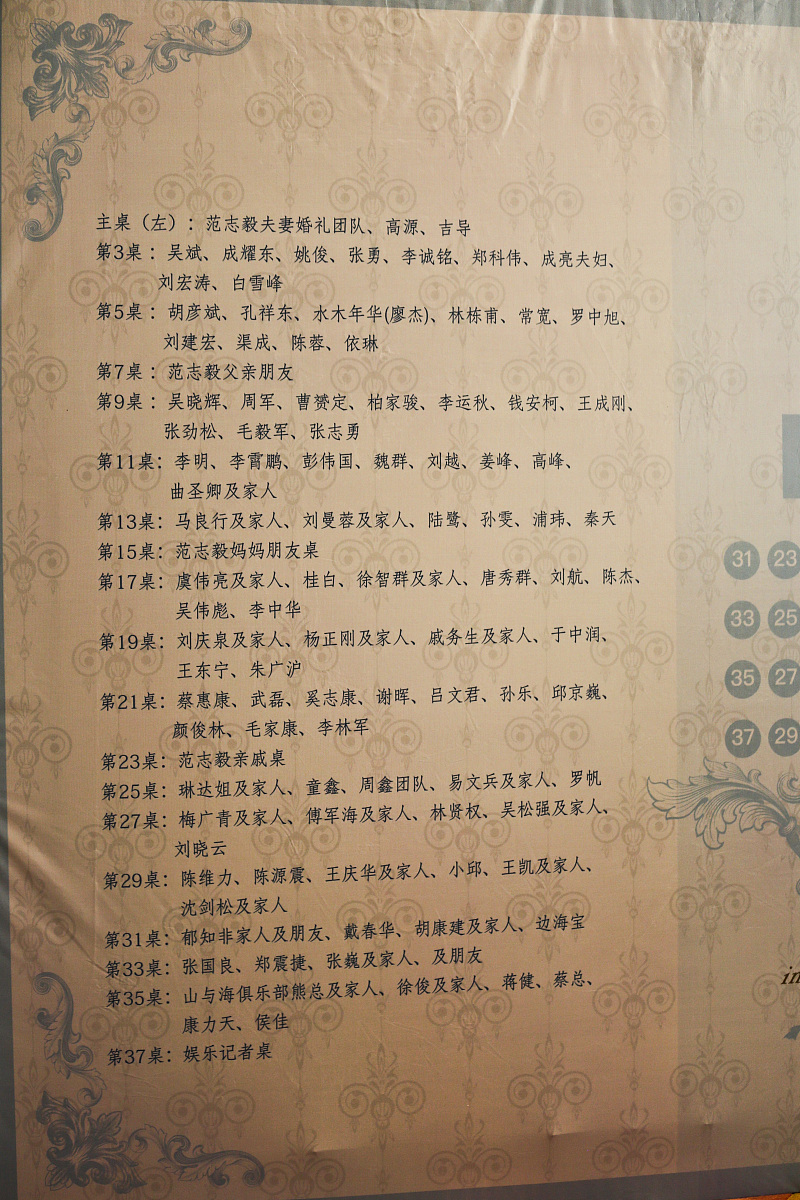 主桌（左）：范志毅夫妻婚礼团队、高源、吉导
第3桌：吴斌、成耀东、姚俊、张勇、李诚铭、郑科伟、成亮夫妇、
刘宏涛、白雪峰
第5桌：胡彦斌、孔祥东、水木年华(廖杰)、林栋甫、常宽、罗中旭、
刘建宏、渠成、陈蓉、依琳
第7桌：范志毅父亲朋友
第9桌：吴晓辉、周军、曹赟定、柏家骏、李运秋、钱安柯、王成刚、
张劲松、毛毅军、张志勇
第11桌：李明、李霄鹏、彭伟国、魏群、刘越、姜峰、高峰、
曲圣卿及家人
第13桌：马良行及家人、刘曼蓉及家人、陆鹭、孙雯、浦玮、秦天
第15桌：范志毅妈妈朋友桌
第17桌：虞伟亮及家人、桂白、徐智群及家人、唐秀群、刘航、陈杰、
吴伟彪、李中华
第19桌：刘庆泉及家人、杨正刚及家人、戚务生及家人、于中润、
王东宁、朱广沪
第21桌：蔡惠康、武磊、奚志康、谢晖、吕文君、孙乐、邱京巍、
颜俊林、毛家康、李林军
第23桌：范志毅亲戚桌
第25桌：琳达姐及家人、童鑫、周鑫团队、易文兵及家人、罗帆
第27桌：梅广青及家人、傅军海及家人、林贤权、吴松强及家人、
刘晓云
第29桌：陈维力、陈源震、王庆华及家人、小邱、王凯及家人、
沈剑松及家人
第31桌：郁知非家人及朋友、戴春华、胡康建及家人、边海宝
第33桌：张国良、郑震捷、张巍及家人、及朋友
第35桌：山与海俱乐部熊总及家人、徐俊及家人、蒋健、蔡总、
康力天、侯佳
第37桌：娱乐记者桌
31 23
33 25
35 27
37 29
in